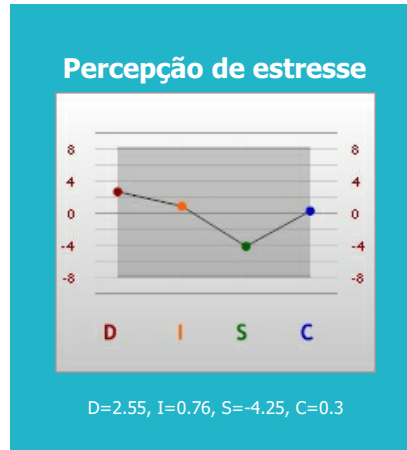 Percepção de estresse
8 8
4 4
0 0
-4 -4
-8 -8
D I S C
D=2.55, I=0.76, S=-4.25, C=0.3